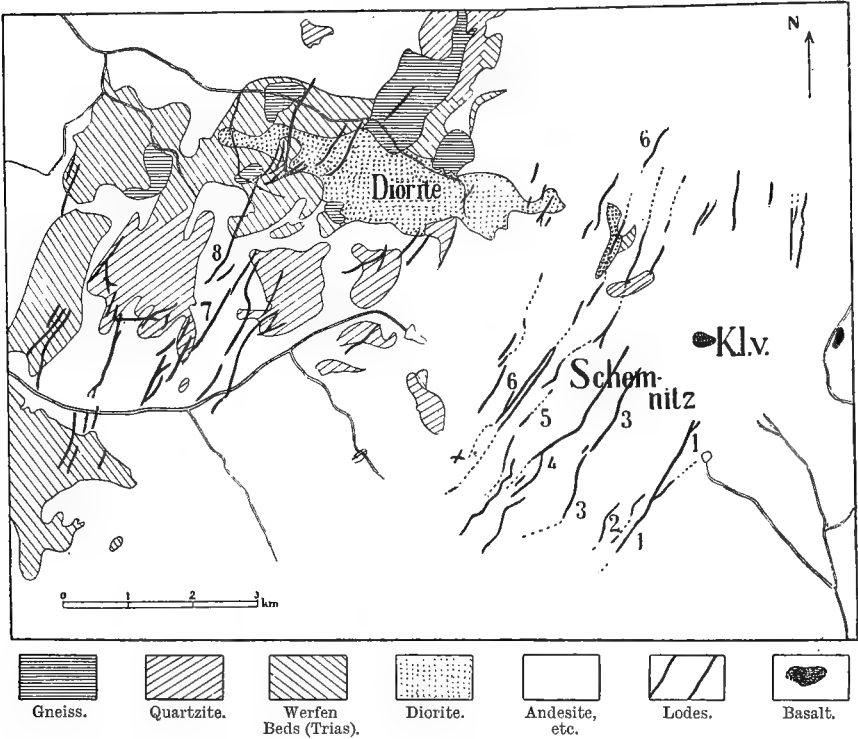 N
6
Diorite
8
7
Kl.v.
6
Schem-
nitz
5
3
1
4
3
2
1
0 1 2 3
km
Gneiss.
Quartzite.
Werfen
Beds (Trias).
Diorite.
Andesite,
etc.
Lodes.
Basalt.